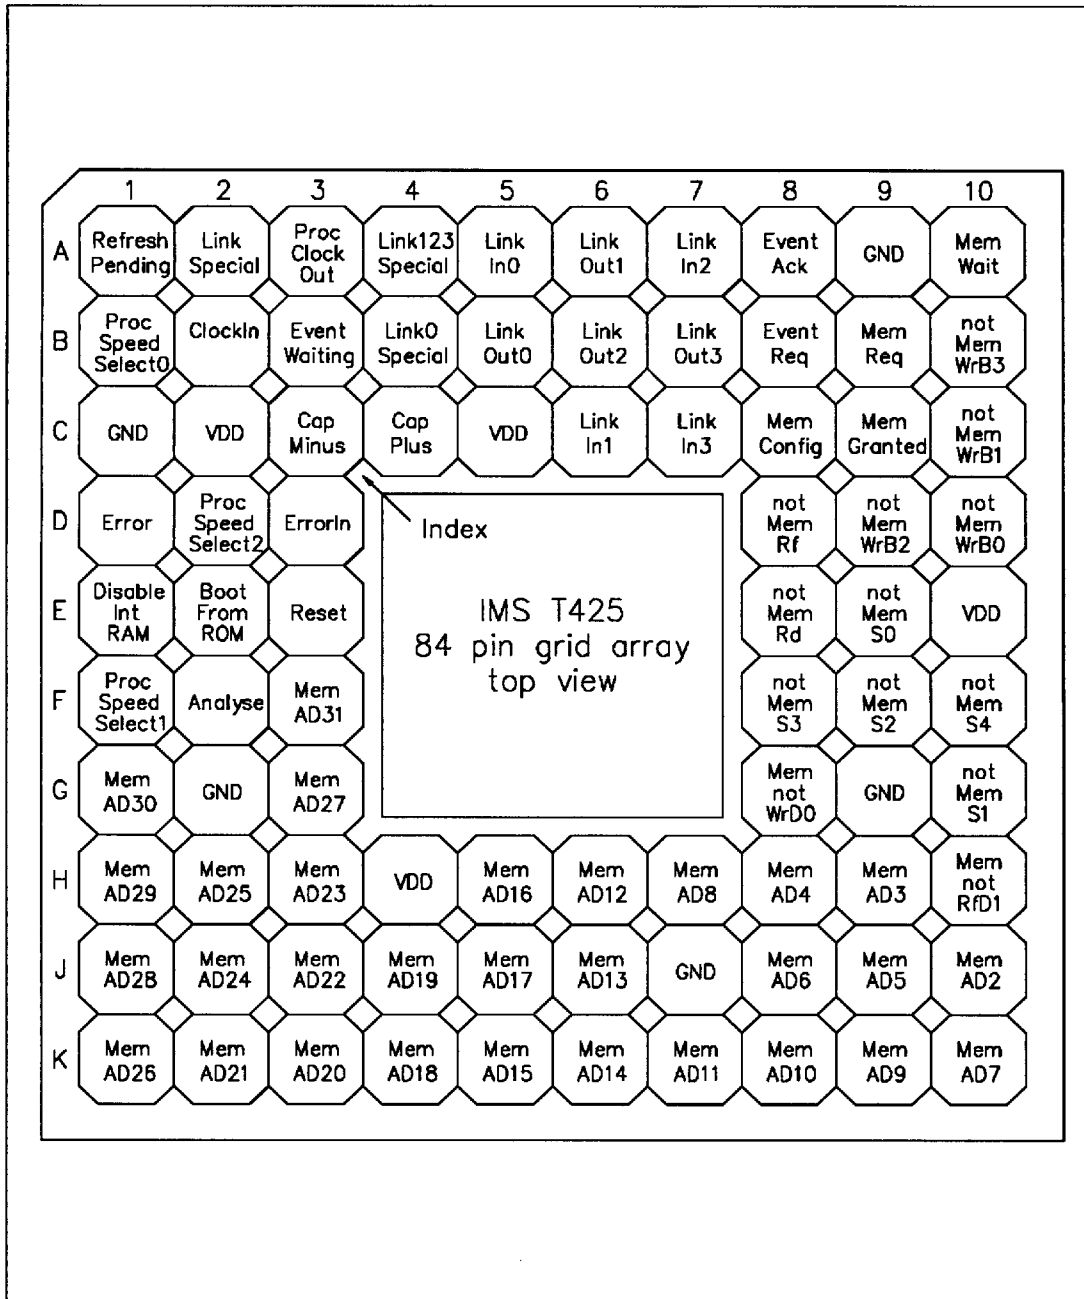 1 2 3 4 5 6 7 8 9 10
A
Refresh
Pending
Link
Special
Proc
Clock
Out
Link123
Special
Link
In0
Link
Out1
Link
In2
Event
Ack
GND
Mem
Wait
B
Proc
Speed
Select0
ClockIn
Event
Waiting
Link0
Special
Link
Out0
Link
Out2
Link
Out3
Event
Req
Mem
Req
not
Mem
WrB3
C
GND
VDD
Cap
Minus
Cap
Plus
VDD
Link
In1
Link
In3
Mem
Config
Mem
Granted
not
Mem
WrB1
D
Error
Proc
Speed
Select2
ErrorIn
Index
not
Mem
Rf
not
Mem
WrB2
not
Mem
WrB0
E
Disable
Int
RAM
Boot
From
ROM
Reset
IMS T425
84 pin grid array
top view
not
Mem
Rd
not
Mem
S0
VDD
F
Proc
Speed
Select1
Analyse
Mem
AD31
not
Mem
S3
not
Mem
S2
not
Mem
S4
G
Mem
AD30
GND
Mem
AD27
Mem
not
WrD0
GND
not
Mem
S1
H
Mem
AD29
Mem
AD25
Mem
AD23
VDD
Mem
AD16
Mem
AD12
Mem
AD8
Mem
AD4
Mem
AD3
Mem
not
RfD1
J
Mem
AD28
Mem
AD24
Mem
AD22
Mem
AD19
Mem
AD17
Mem
AD13
GND
Mem
AD6
Mem
AD5
Mem
AD2
K
Mem
AD26
Mem
AD21
Mem
AD20
Mem
AD18
Mem
AD15
Mem
AD14
Mem
AD11
Mem
AD10
Mem
AD9
Mem
AD7